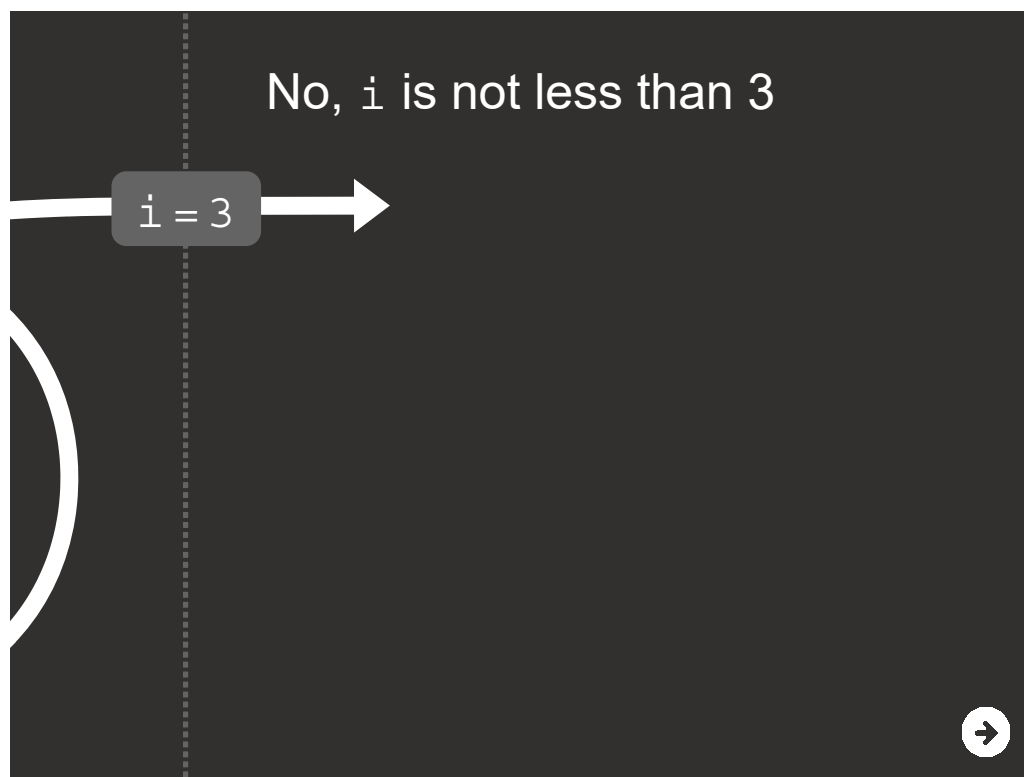 No, i is not less than 3
i = 3